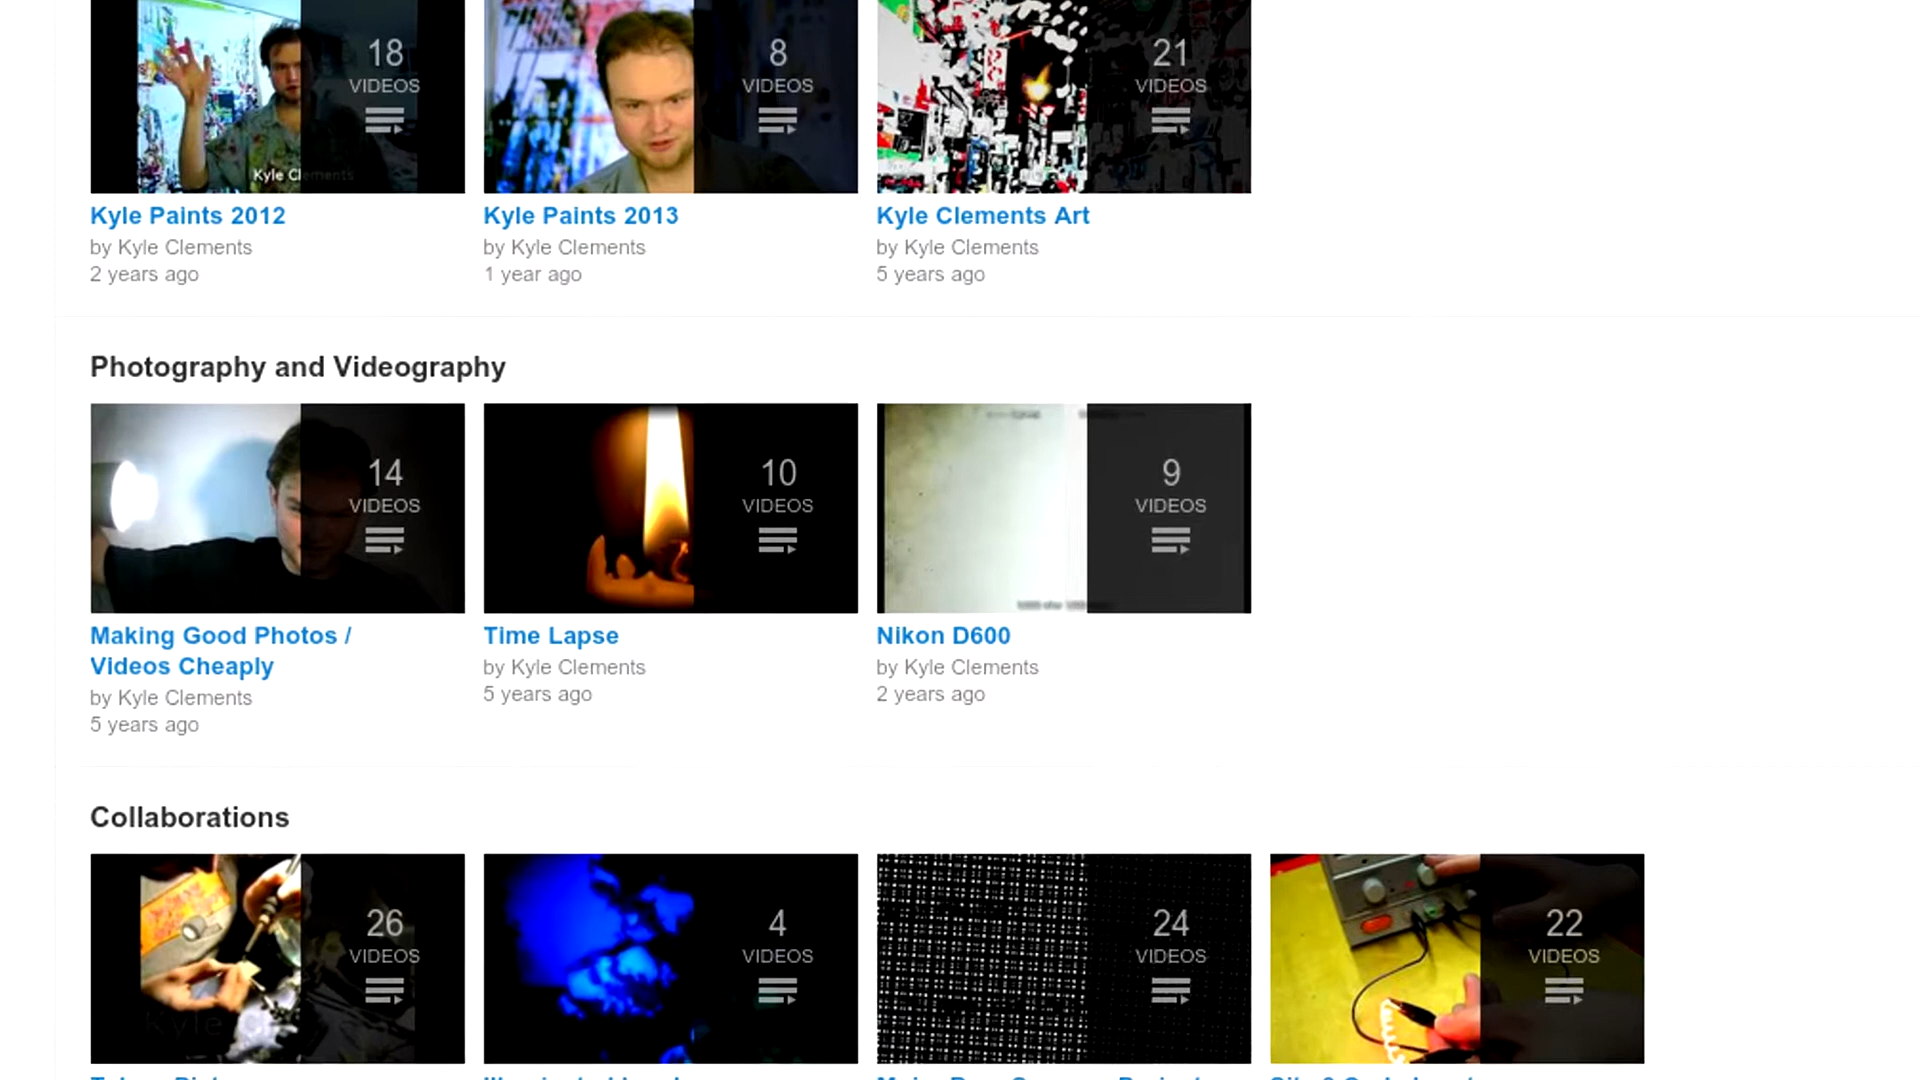 18
VIDEOS
8
VIDEOS
21
VIDEOS
Kyle Clements
Kyle Paints 2012
by Kyle Clements
2 years ago
Kyle Paints 2013
by Kyle Clements
1 year ago
Kyle Clements Art
by Kyle Clements
5 years ago
Photography and Videography
14
VIDEOS
10
VIDEOS
9
VIDEOS
Making Good Photos /
Videos Cheaply
by Kyle Clements
5 years ago
Time Lapse
by Kyle Clements
5 years ago
Nikon D600
by Kyle Clements
2 years ago
Collaborations
26
VIDEOS
4
VIDEOS
24
VIDEOS
22
VIDEOS